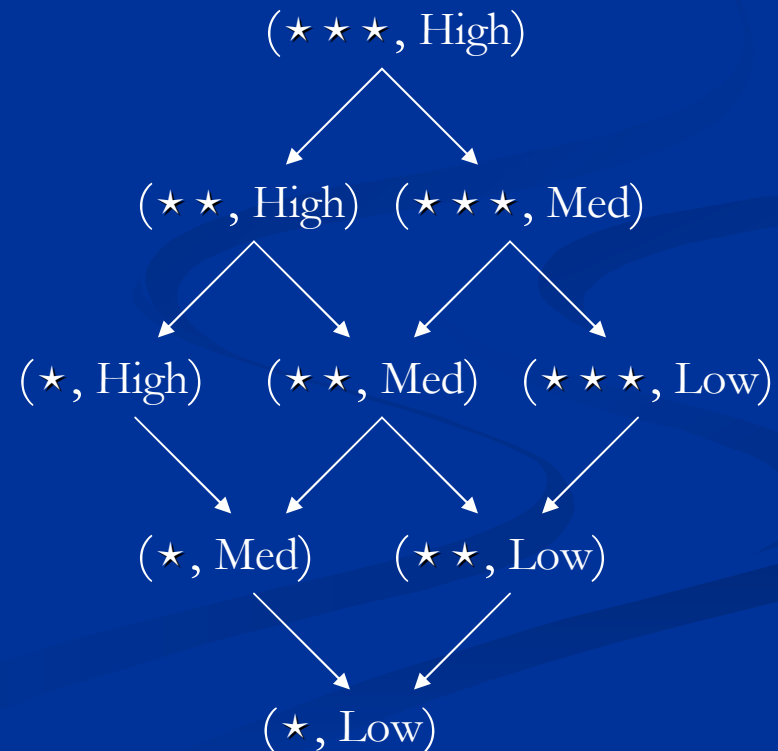 (★ ★ ★, High)
(★ ★, High) (★ ★ ★, Med)
(★, High) (★ ★, Med) (★ ★ ★, Low)
(★, Med) (★ ★, Low)
(★, Low)